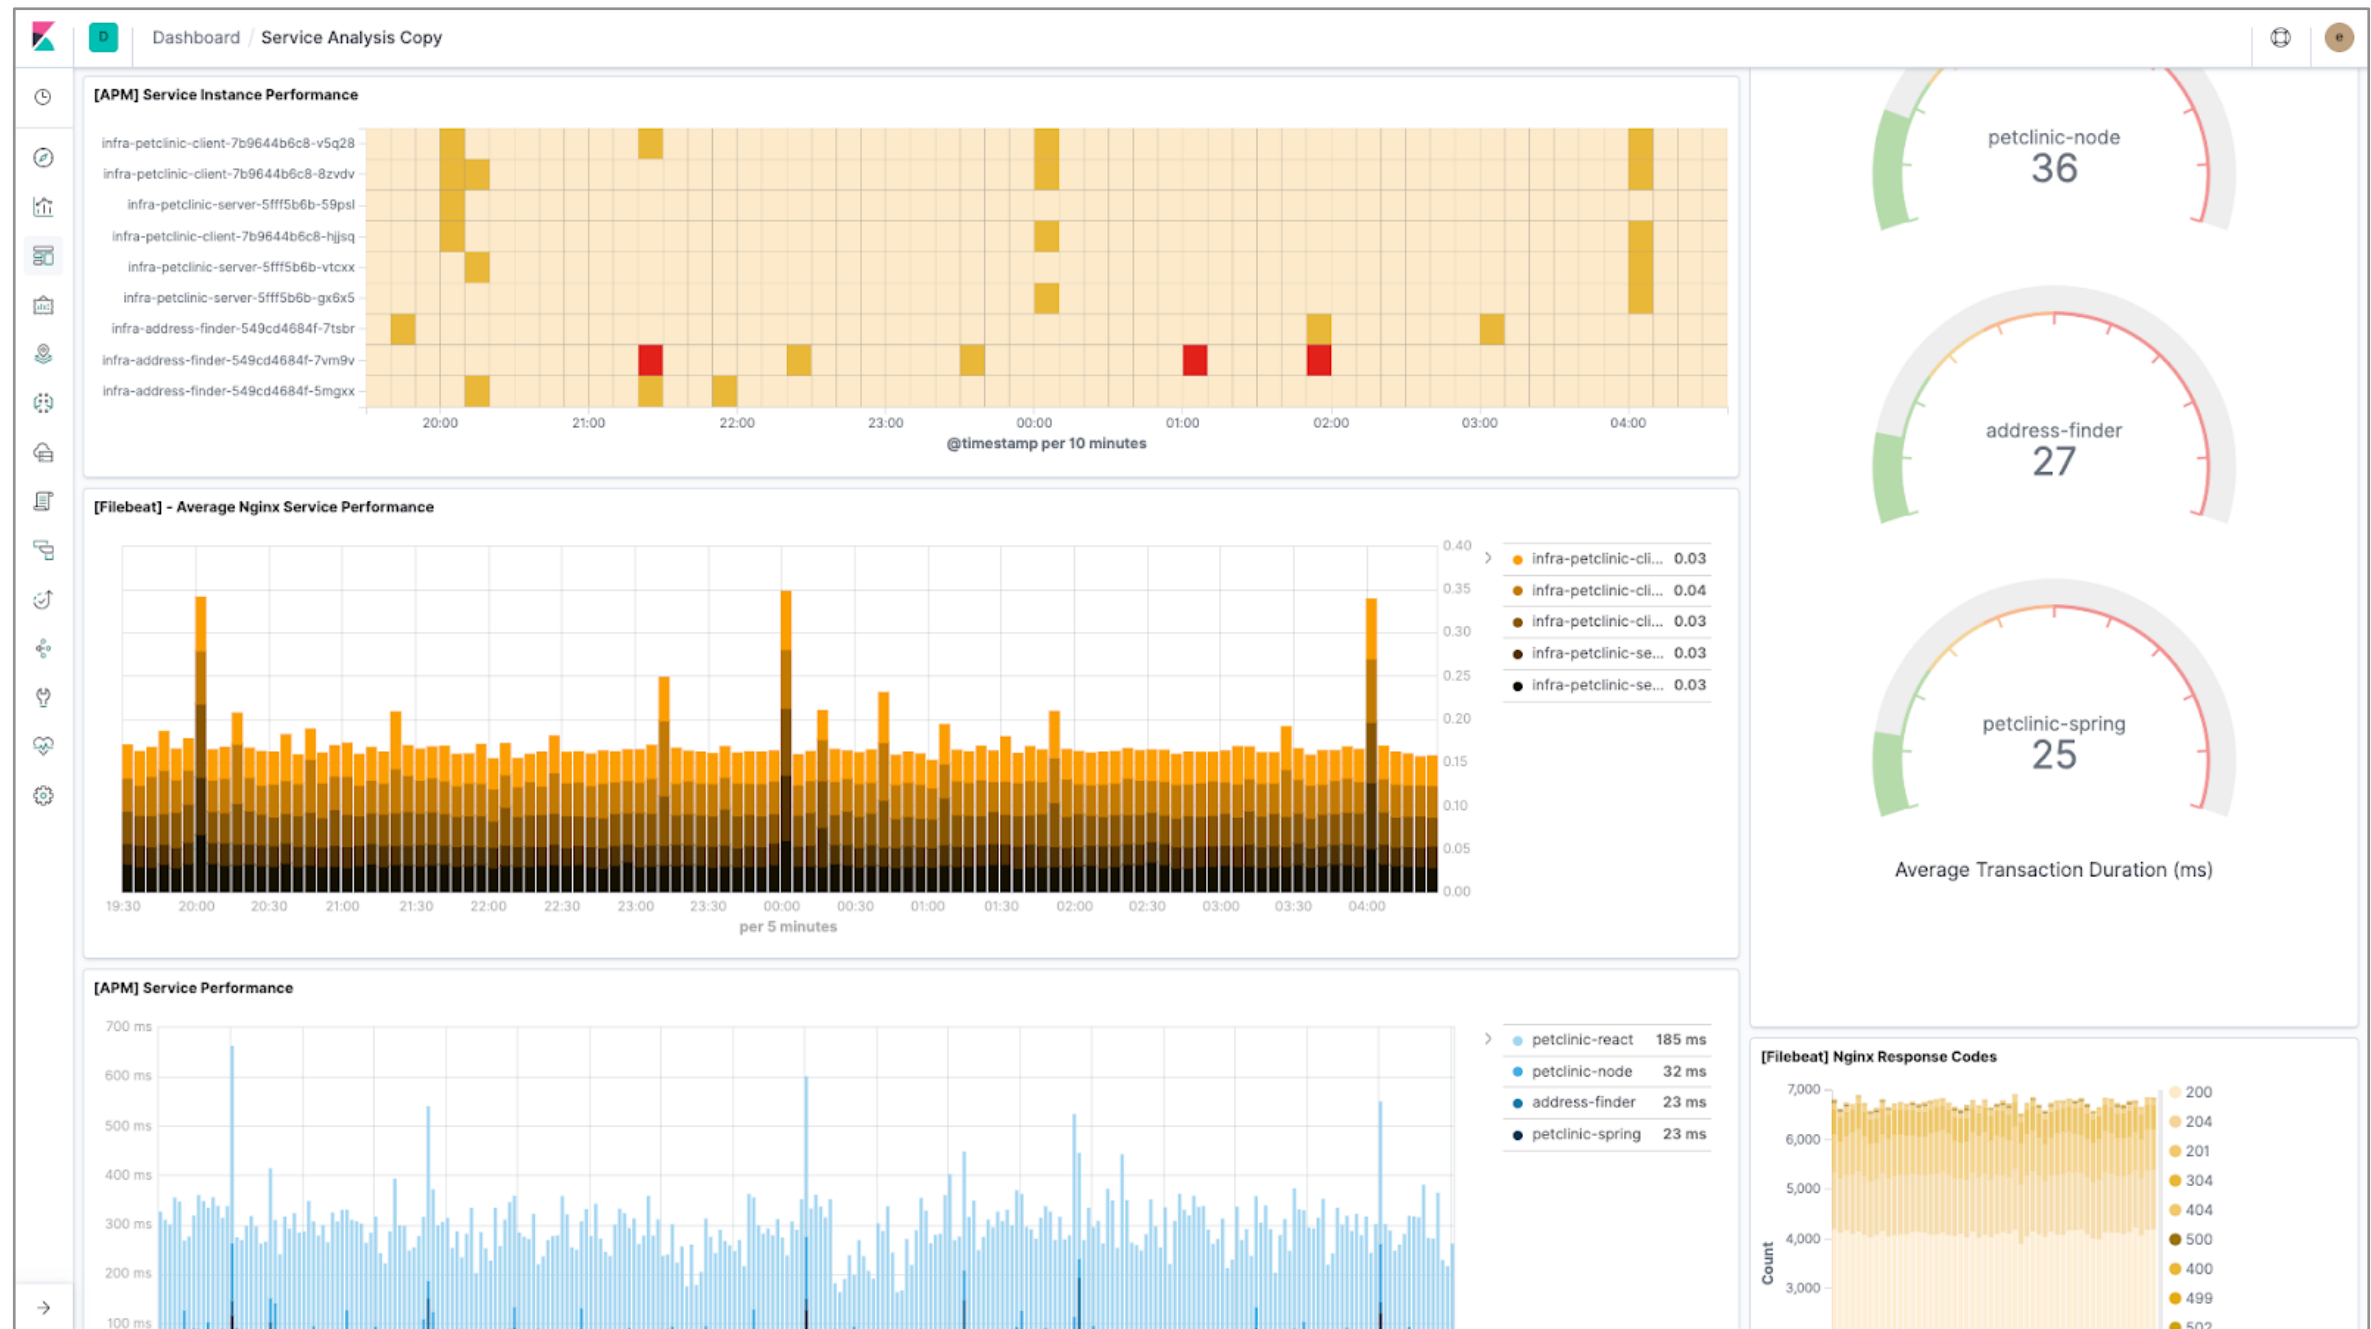 D Dashboard / Service Analysis Copy e
[APM] Service Instance Performance
infra-petclinic-client-7b9644b6c8-v5q28
infra-petclinic-client-7b9644b6c8-8zvdv
infra-petclinic-server-5fff5b6b-59psl
infra-petclinic-client-7b9644b6c8-hjjsq
infra-petclinic-server-5fff5b6b-vtcxx
infra-petclinic-server-5fff5b6b-gx6x5
infra-address-finder-549cd4684f-7tsbr
infra-address-finder-549cd4684f-7vm9v
infra-address-finder-549cd4684f-5mgxx
20:00 21:00 22:00 23:00 00:00 01:00 02:00 03:00 04:00
@timestamp per 10 minutes
petclinic-node
36
address-finder
27
petclinic-spring
25
Average Transaction Duration (ms)
[Filebeat] - Average Nginx Service Performance
0.40
0.35
0.30
0.25
0.20
0.15
0.10
0.05
0.00
19:30 20:00 20:30 21:00 21:30 22:00 22:30 23:00 23:30 00:00 00:30 01:00 01:30 02:00 02:30 03:00 03:30 04:00
per 5 minutes
infra-petclinic-cli... 0.03
infra-petclinic-cli... 0.04
infra-petclinic-cli... 0.03
infra-petclinic-se... 0.03
infra-petclinic-se... 0.03
[APM] Service Performance
700 ms
600 ms
500 ms
400 ms
300 ms
200 ms
100 ms
petclinic-react 185 ms
petclinic-node 32 ms
address-finder 23 ms
petclinic-spring 23 ms
[Filebeat] Nginx Response Codes
7,000
6,000
5,000
4,000
3,000
Count
200
204
201
304
404
500
400
499
502